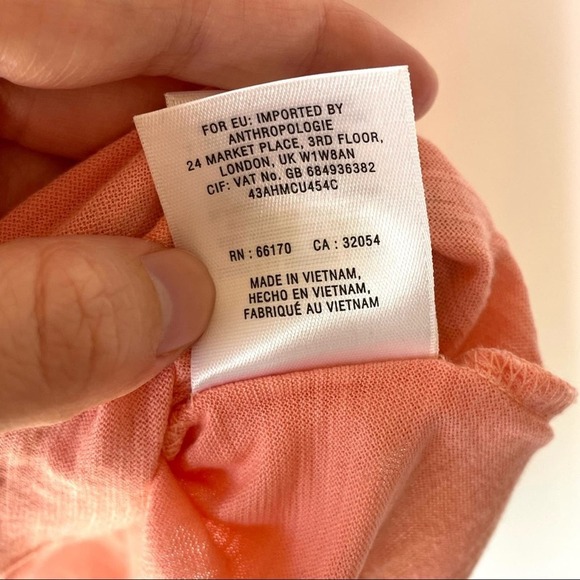 FOR EU: IMPORTED BY
ANTHROPOLOGIE
24 MARKET PLACE, 3RD FLOOR,
LONDON, UK W1W8AN
CIF: VAT No. GB 684936382
43AHMCU454C
RN : 66170 CA : 32054
MADE IN VIETNAM,
HECHO EN VIETNAM,
FABRIQUÉ AU VIETNAM